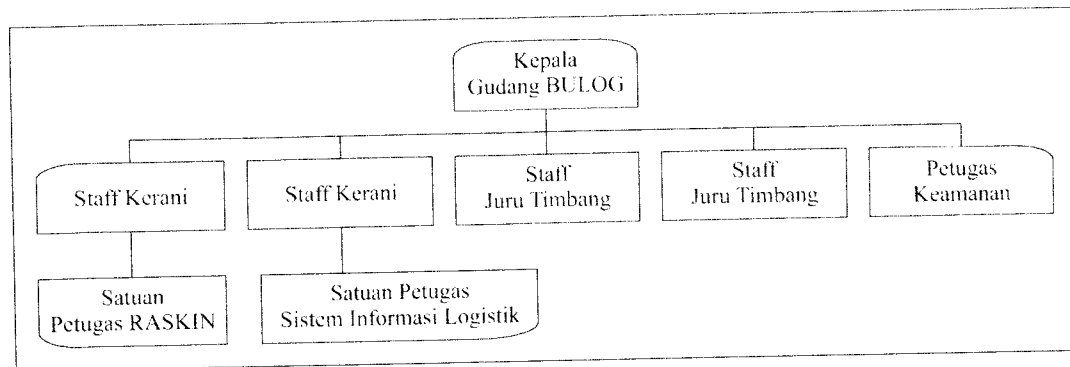 Kepala
Gudang BULOG
Staff Kerani
Staff Kerani
Staff
Juru Timbang
Staff
Juru Timbang
Petugas
Keamanan
Satuan
Petugas RASKIN
Satuan Petugas
Sistem Informasi Logistik